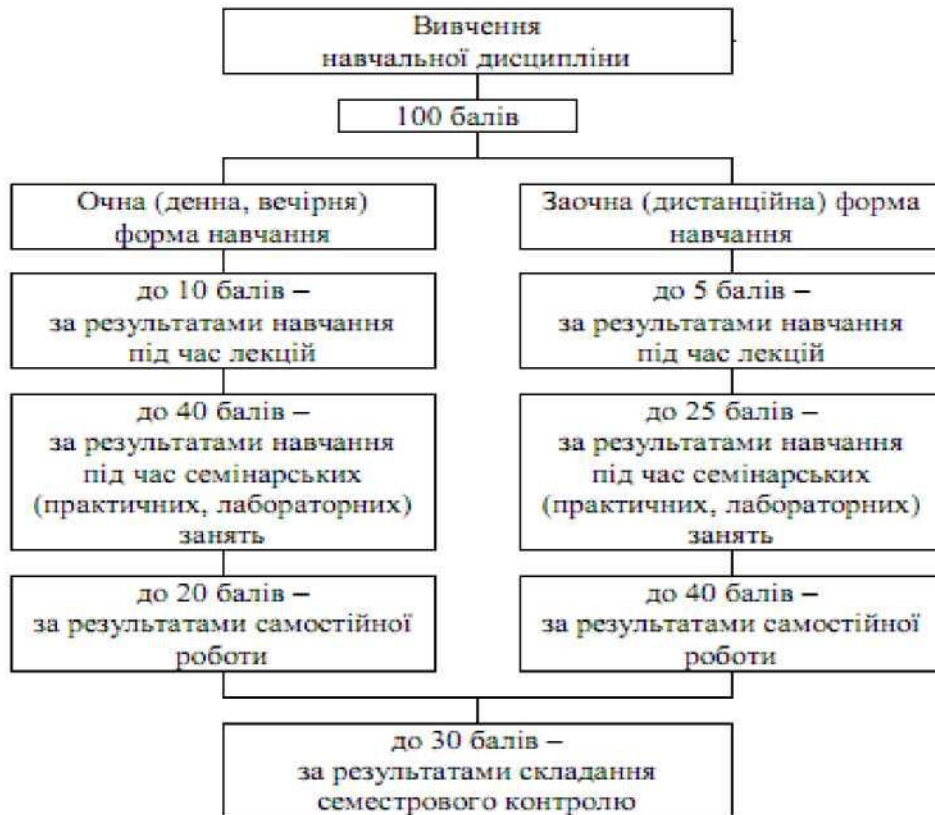 Вивчення
навчальної дисципліни
100 балів
Очна (денна, вечірня)
форма навчання
до 10 балів –
за результатами навчання
під час лекцій
до 40 балів –
за результатами навчання
під час семінарських
(практичних, лабораторних)
занять
до 20 балів –
за результатами самостійної
роботи
Заочна (дистанційна) форма
навчання
до 5 балів –
за результатами навчання
під час лекцій
до 25 балів –
за результатами навчання
під час семінарських
(практичних, лабораторних)
занять
до 40 балів –
за результатами самостійної
роботи
до 30 балів –
за результатами складання
семестрового контролю